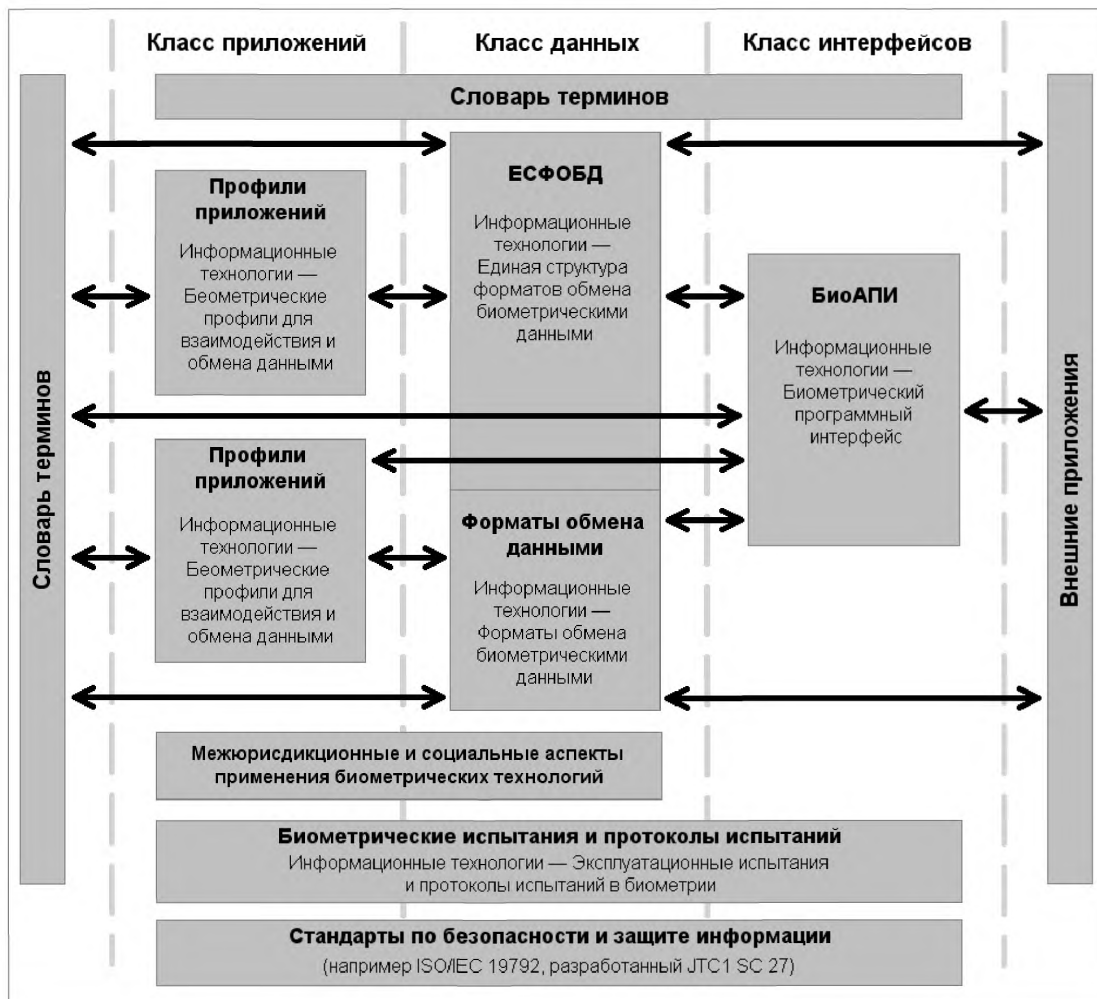 Класс приложений
Класс данных
Класс интерфейсов
Словарь терминов
Словарь терминов
Профили
приложений
Информационные
технологии —
Беометрические
профили для
взаимодействия и
обмена данными
ЕСФОБД
Информационные
технологии —
Единая структура
форматов обмена
биометрическими
данными
БиоАПИ
Информационные
технологии —
Биометрический
программный
интерфейс
Внешние приложения
Профили
приложений
Информационные
технологии —
Беометрические
профили для
взаимодействия и
обмена данными
Форматы обмена
данными
Информационные
технологии —
Форматы обмена
биометрическими
данными
Межюрисдикционные и социальные аспекты
применения биометрических технологий
Биометрические испытания и протоколы испытаний
Информационные технологии — Эксплуатационные испытания
и протоколы испытаний в биометрии
Стандарты по безопасности и защите информации
(например ISO/IEC 19792, разработанный JTC1 SC 27)